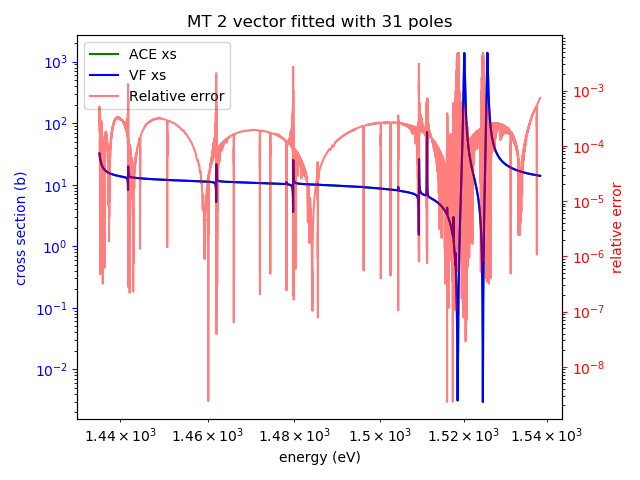 MT 2 vector fitted with 31 poles
ACE xs
VF xs
Relative error
cross section (b)
10³
10²
10¹
10⁰
10⁻¹
10⁻²
10⁻³
10⁻⁴
10⁻⁵
10⁻⁶
10⁻⁷
10⁻⁸
relative error
1.44 × 10³ 1.46 × 10³ 1.48 × 10³ 1.5 × 10³ 1.52 × 10³ 1.54 × 10³
energy (eV)